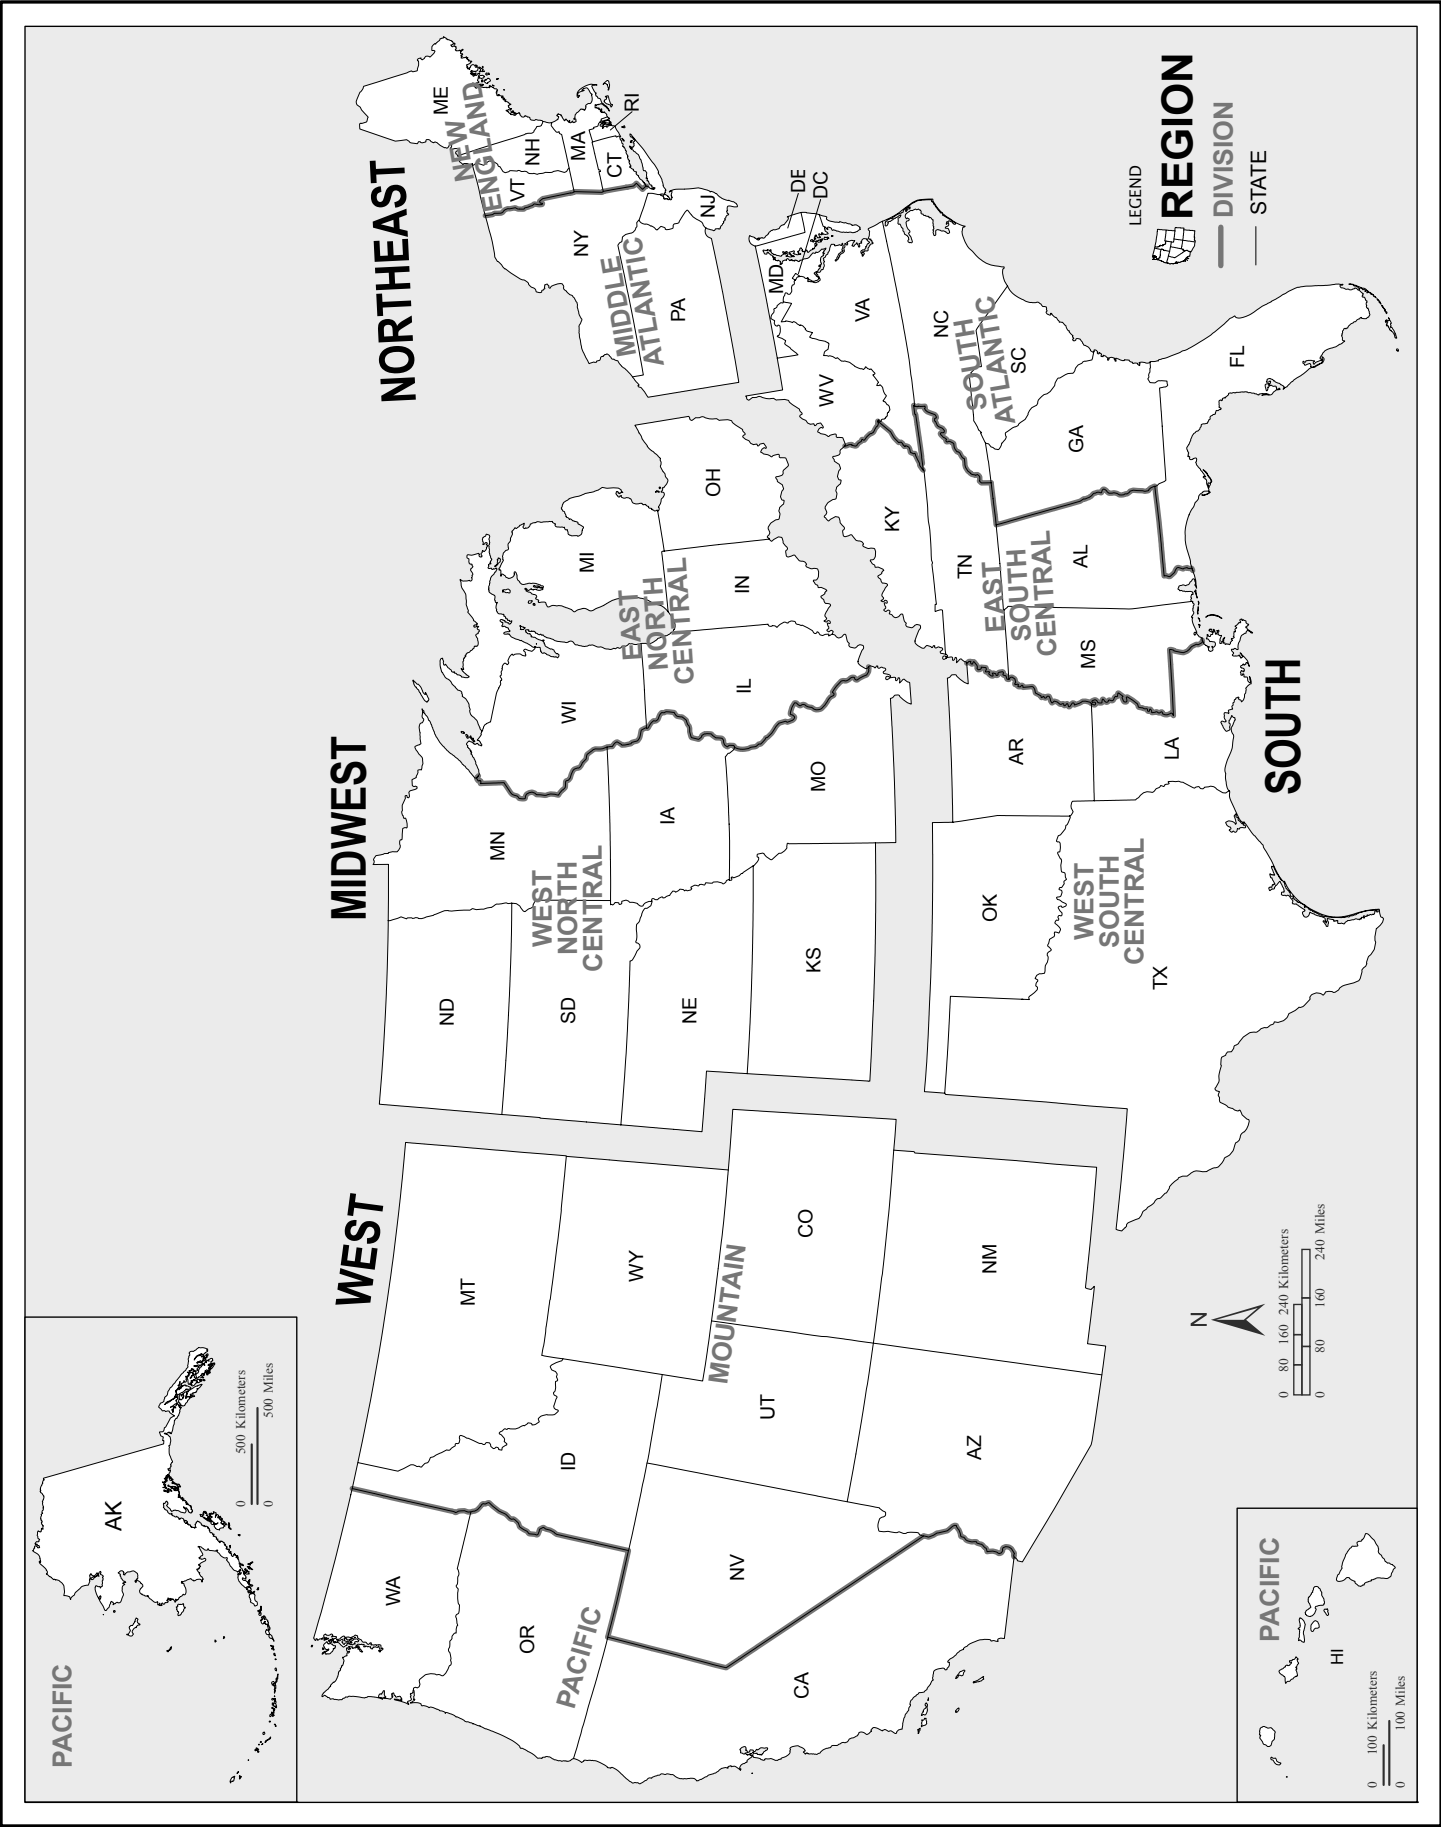 PACIFIC
AK
0 500 Kilometers
0 500 Miles
WEST
MIDWEST
NORTHEAST
WA
MT
ND
MN
ME
NEW
ENGLAND
VT
NH
MA
RI
CT
OR
ID
WY
SD
WI
MI
NY
MIDDLE
ATLANTIC
NJ
PA
PACIFIC
WEST
NORTH
CENTRAL
IA
EAST
NORTH
CENTRAL
NE
MOUNTAIN
NV
UT
CO
KS
MO
IL
IN
OH
MD
DE
DC
CA
AZ
NM
OK
AR
KY
WV
VA
TN
NC
SC
SOUTH
ATLANTIC
EAST
SOUTH
CENTRAL
WEST
SOUTH
CENTRAL
TX
LA
MS
AL
GA
FL
SOUTH
LEGEND
REGION
DIVISION
STATE
N
0 80 160 240 Kilometers
0 80 160 240 Miles
PACIFIC
HI
0 100 Kilometers
0 100 Miles